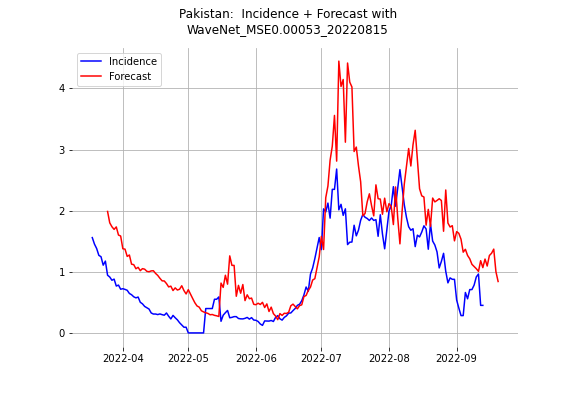 Pakistan:  Incidence + Forecast with
WaveNet_MSE0.00053_20220815
Incidence
Forecast
4
3
2
1
0
2022-04
2022-05
2022-06
2022-07
2022-08
2022-09